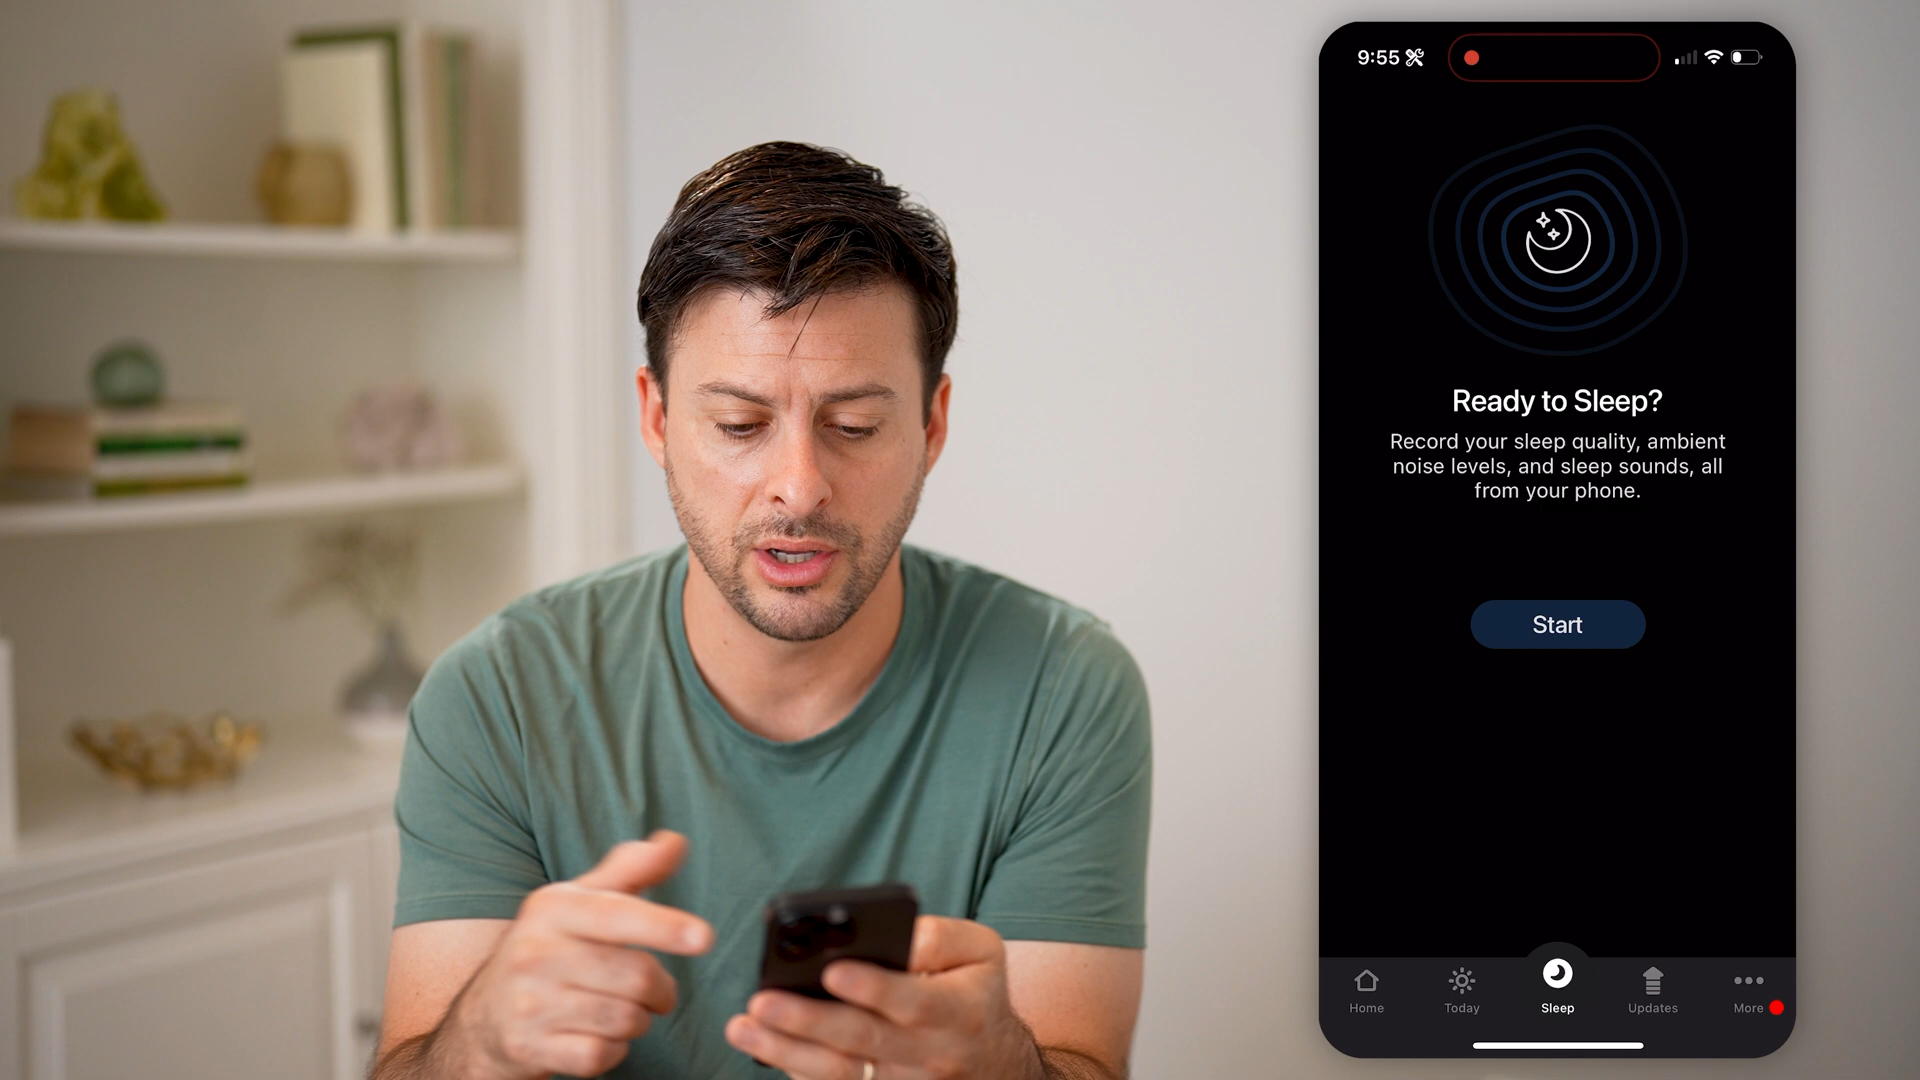 9:55
Ready to Sleep?
Record your sleep quality, ambient
noise levels, and sleep sounds, all
from your phone.
Start
Home
Today
Sleep
Updates
More